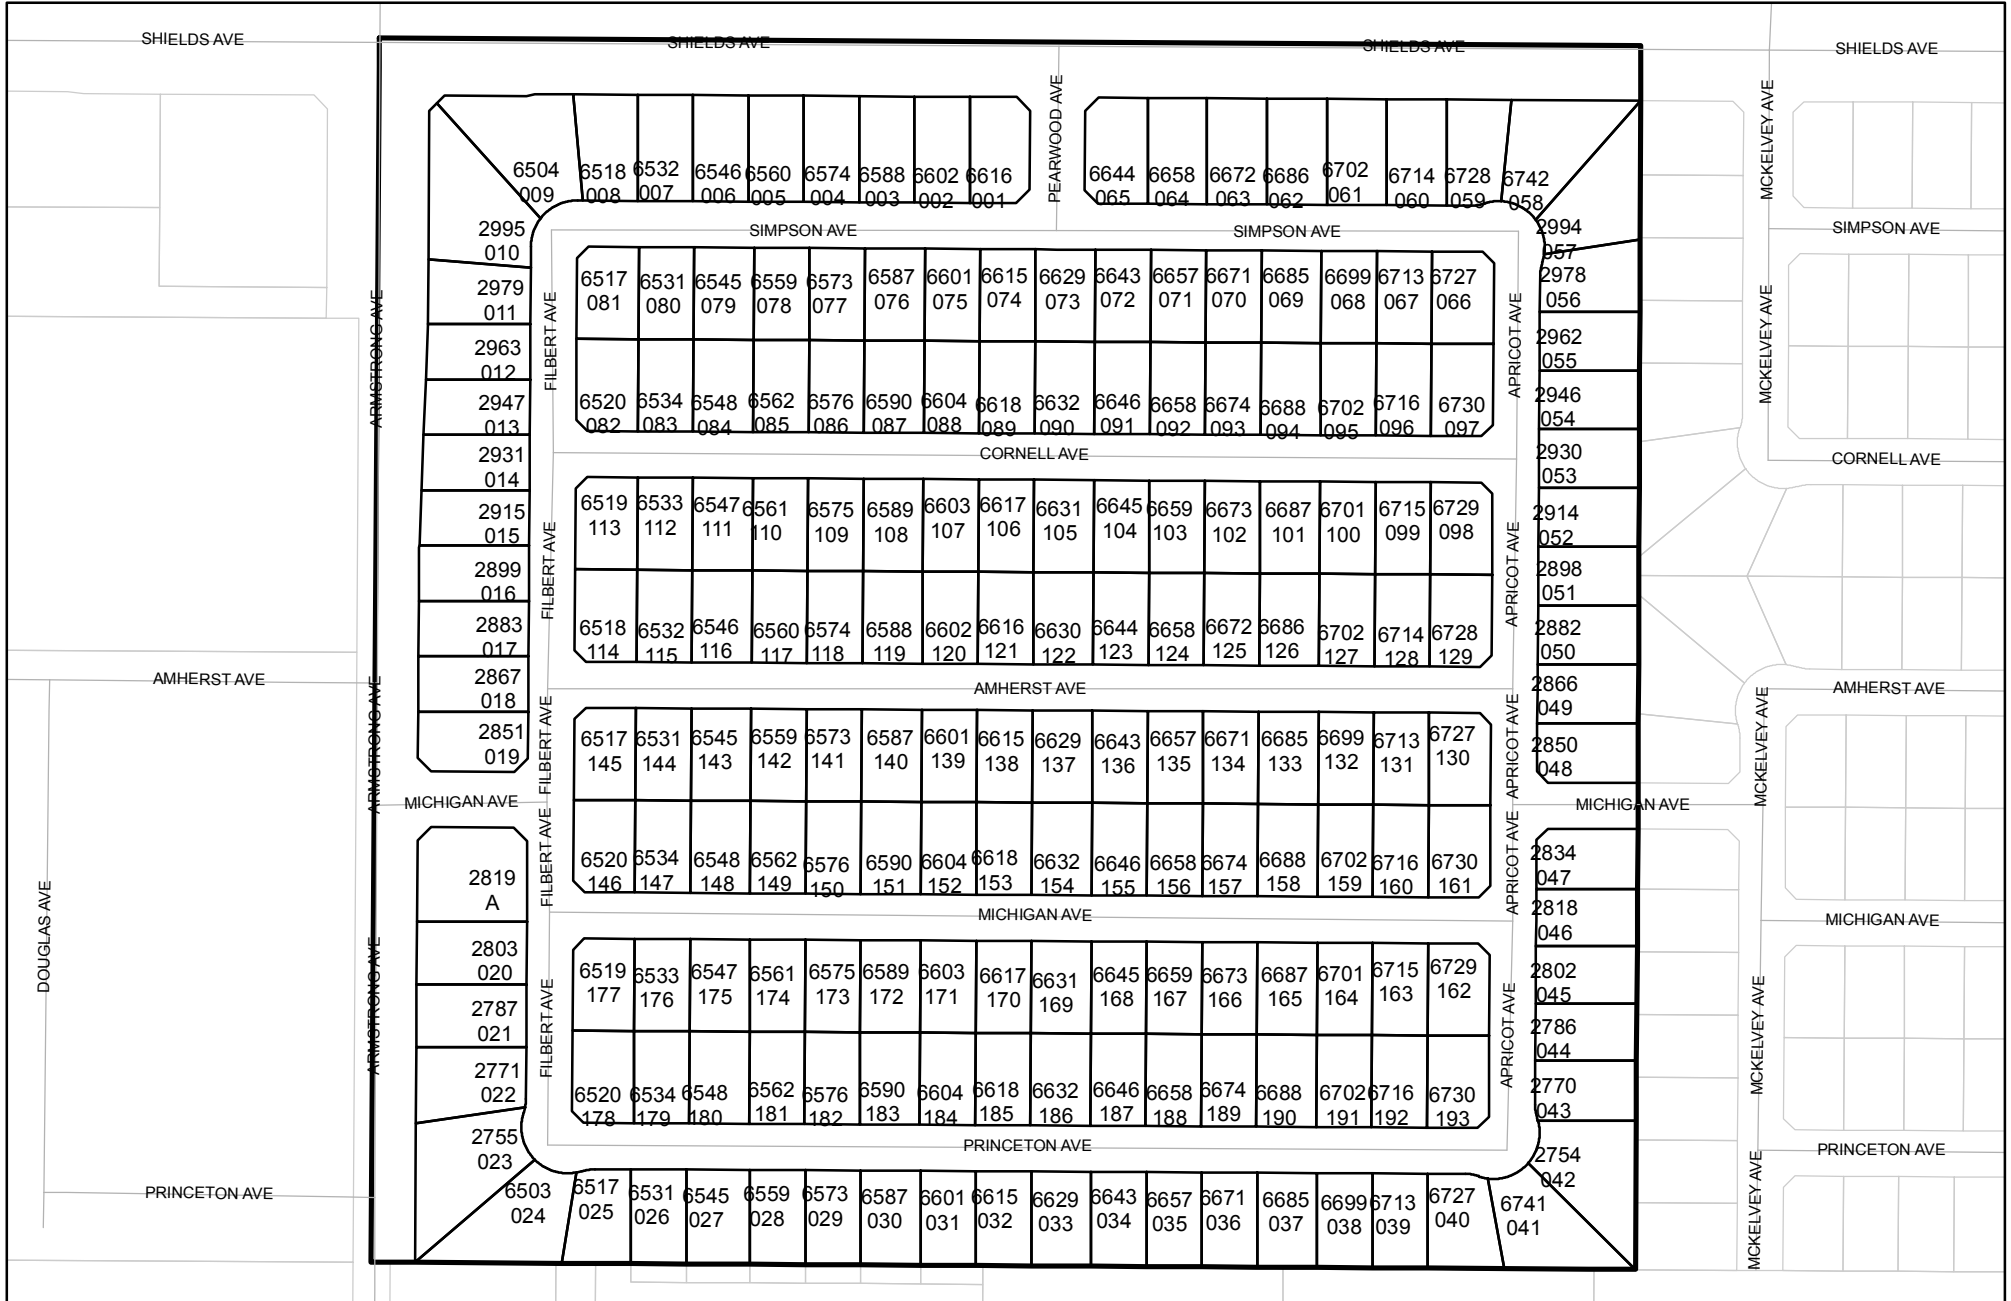 SHIELDS AVE
SHIELDS AVE
SHIELDS AVE
SHIELDS AVE
PEARWOOD AVE
MCKELVEY AVE
6504 6518 6532 6546 6560 6574 6588 6602 6616 6644 6658 6672 6686 6702 6714 6728 6742
009 008 007 006 005 004 003 002 001 065 064 063 062 061 060 059 058
2995
010
2994
057
SIMPSON AVE
SIMPSON AVE
SIMPSON AVE
2979
011
2978
056
6517 6531 6545 6559 6573 6587 6601 6615 6629 6643 6657 6671 6685 6699 6713 6727
081 080 079 078 077 076 075 074 073 072 071 070 069 068 067 066
ARMSTRONG AVE
FILBERT AVE
APRICOT AVE
MCKELVEY AVE
2963
012
2962
055
2947
013
2946
054
6520 6534 6548 6562 6576 6590 6604 6618 6632 6646 6658 6674 6688 6702 6716 6730
082 083 084 085 086 087 088 089 090 091 092 093 094 095 096 097
2931
014
2930
053
CORNELL AVE
CORNELL AVE
2915
015
2914
052
6519 6533 6547 6561 6575 6589 6603 6617 6631 6645 6659 6673 6687 6701 6715 6729
113 112 111 110 109 108 107 106 105 104 103 102 101 100 099 098
FILBERT AVE
APRICOT AVE
2899
016
2898
051
2883
017
2882
050
6518 6532 6546 6560 6574 6588 6602 6616 6630 6644 6658 6672 6686 6702 6714 6728
114 115 116 117 118 119 120 121 122 123 124 125 126 127 128 129
AMHERST AVE
AMHERST AVE
AMHERST AVE
2867
018
2866
049
ARMSTRONG AVE
FILBERT AVE
APRICOT AVE
MCKELVEY AVE
2851
019
2850
048
6517 6531 6545 6559 6573 6587 6601 6615 6629 6643 6657 6671 6685 6699 6713 6727
145 144 143 142 141 140 139 138 137 136 135 134 133 132 131 130
MICHIGAN AVE
MICHIGAN AVE
FILBERT AVE
APRICOT AVE
2819
A
2834
047
6520 6534 6548 6562 6576 6590 6604 6618 6632 6646 6658 6674 6688 6702 6716 6730
146 147 148 149 150 151 152 153 154 155 156 157 158 159 160 161
MICHIGAN AVE
MICHIGAN AVE
2818
046
DOUGLAS AVE
ARMSTRONG AVE
FILBERT AVE
APRICOT AVE
MCKELVEY AVE
2803
020
2802
045
6519 6533 6547 6561 6575 6589 6603 6617 6631 6645 6659 6673 6687 6701 6715 6729
177 176 175 174 173 172 171 170 169 168 167 166 165 164 163 162
2787
021
2786
044
2771
022
2770
043
6520 6534 6548 6562 6576 6590 6604 6618 6632 6646 6658 6674 6688 6702 6716 6730
178 179 180 181 182 183 184 185 186 187 188 189 190 191 192 193
PRINCETON AVE
PRINCETON AVE
PRINCETON AVE
MCKELVEY AVE
2755
023
2754
042
6503 6517 6531 6545 6559 6573 6587 6601 6615 6629 6643 6657 6671 6685 6699 6713 6727 6741
024 025 026 027 028 029 030 031 032 033 034 035 036 037 038 039 040 041